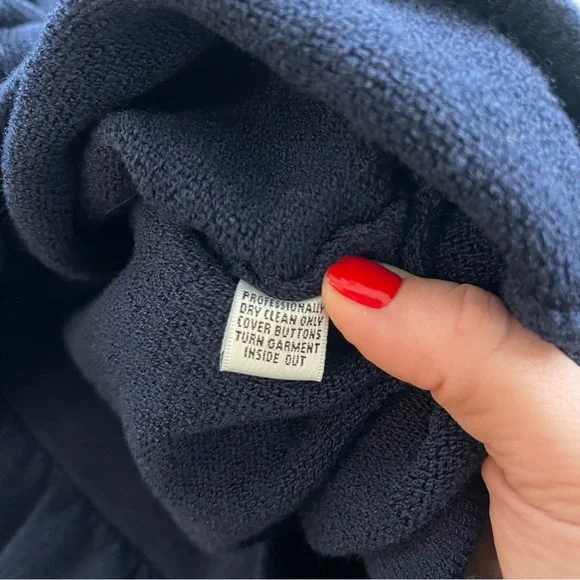 PROFESSIONALLY
DRY CLEAN ONLY
COVER BUTTONS
TURN GARMENT
INSIDE OUT